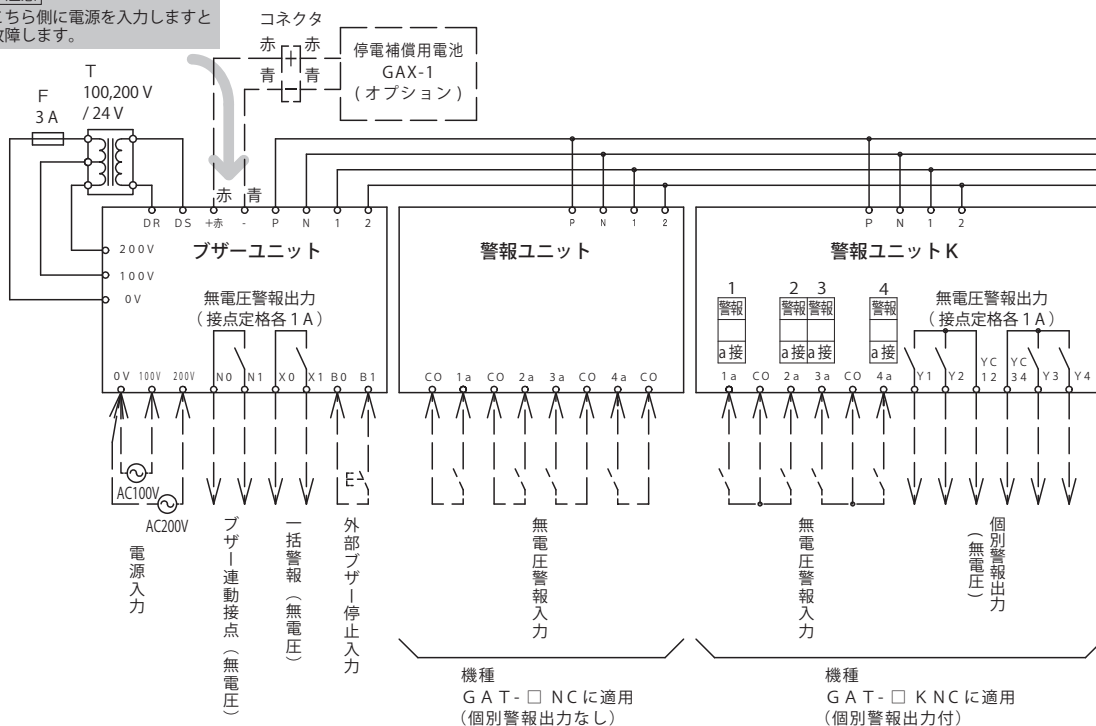 こちら側に電源を入力しますと
故障します。
コネクタ
赤 赤
＋
青 青
－
停電補償用電池
GAX-1
(オプション)
F
3 A
T
100,200 V
/ 24 V
赤 青
DR DS +赤 - P N 1 2
200V
100V
0V
ブザーユニット
無電圧警報出力
(接点定格各1A)
0V 100V 200V N0 N1 X0 X1 B0 B1
AC100V
AC200V
電源入力
ブザー連動接点(無電圧)
一括警報(無電圧)
外部ブザー停止入力
P N 1 2
警報ユニット
CO 1a CO 2a 3a CO 4a CO
無電圧警報入力
機種
GAT-□ NCに適用
(個別警報出力なし)
P N 1 2
警報ユニットK
1 2 3 4
警報 警報 警報 警報
a接 a接 a接 a接
無電圧警報出力
(接点定格各1A)
1a CO 2a 3a CO 4a Y1 Y2 YC12 YC34 Y3 Y4
無電圧警報入力
個別警報出力
(無電圧)
機種
GAT-□ KNCに適用
(個別警報出力付)